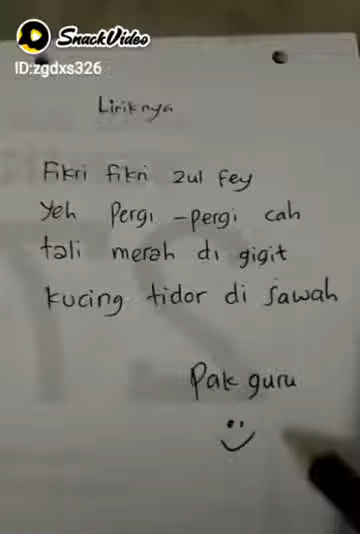 SnackVideo
ID:zgdxs326
Liriknya
Fikri fikri zul fey
Yeh Pergi -pergi cah
tali merah di gigit
kucing tidor di sawah
Pak guru